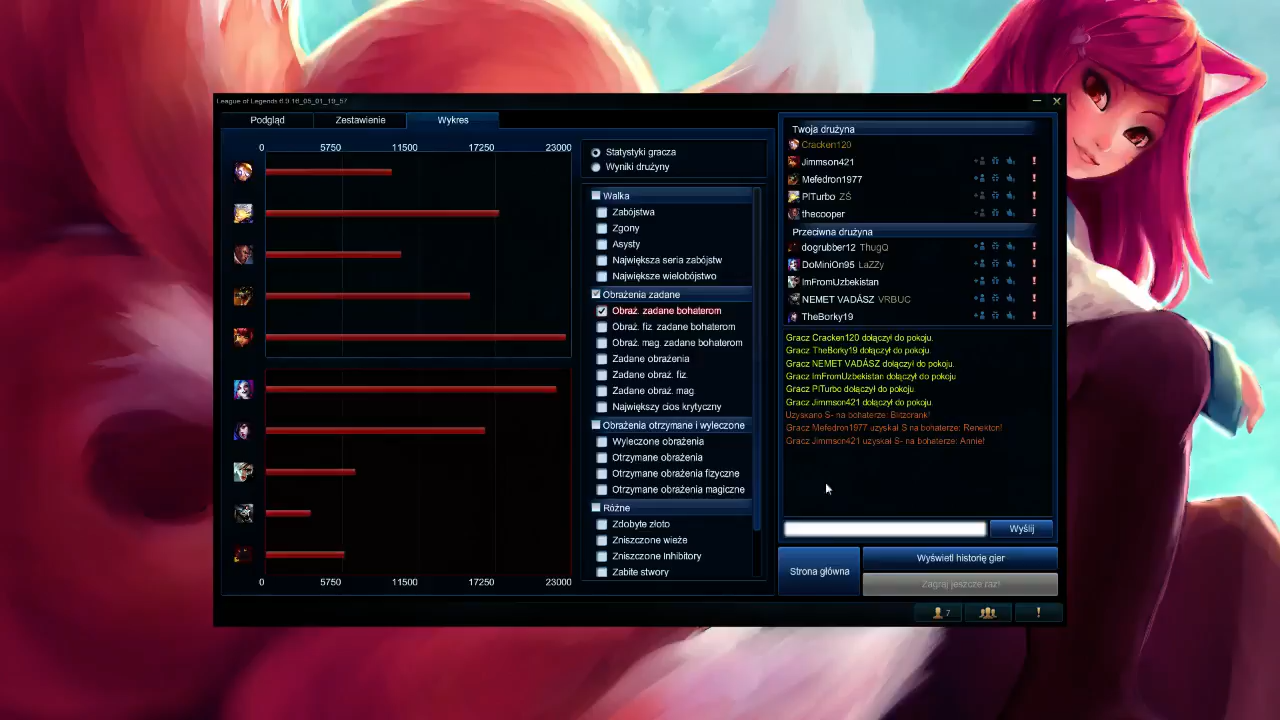 League of Legends 6.9 16_05_01_19_57
Podgląd
Zestawienie
Wykres
0 5750 11500 17250 23000
0 5750 11500 17250 23000
Statystyki gracza
Wyniki drużyny
Walka
Zabójstwa
Zgony
Asysty
Największa seria zabójstw
Największe wielobójstwo
Obrażenia zadane
Obraż. zadane bohaterom
Obraż. fiz. zadane bohaterom
Obraż. mag. zadane bohaterom
Zadane obrażenia
Zadane obraż. fiz.
Zadane obraż. mag.
Największy cios krytyczny
Obrażenia otrzymane i wyleczone
Wyleczone obrażenia
Otrzymane obrażenia
Otrzymane obrażenia fizyczne
Otrzymane obrażenia magiczne
Różne
Zdobyte złoto
Zniszczone wieże
Zniszczone Inhibitory
Zabite stwory
Twoja drużyna
Cracken120
Jimmson421
Mefedron1977
PITurbo ZŚ
thecooper
Przeciwna drużyna
dogrubber12 ThugQ
DoMiniOn95 LaZZy
ImFromUzbekistan
NEMET VADÁSZ VRBUC
TheBorky19
Gracz Cracken120 dołączył do pokoju.
Gracz TheBorky19 dołączył do pokoju.
Gracz NEMET VADÁSZ dołączył do pokoju.
Gracz ImFromUzbekistan dołączył do pokoju.
Gracz PITurbo dołączył do pokoju.
Gracz Jimmson421 dołączył do pokoju.
Uzyskano S- na bohaterze: Blitzcrank!
Gracz Mefedron1977 uzyskał S na bohaterze: Renekton!
Gracz Jimmson421 uzyskał S- na bohaterze: Annie!
Wyślij
Strona główna
Wyświetl historię gier
Zagraj jeszcze raz!
7